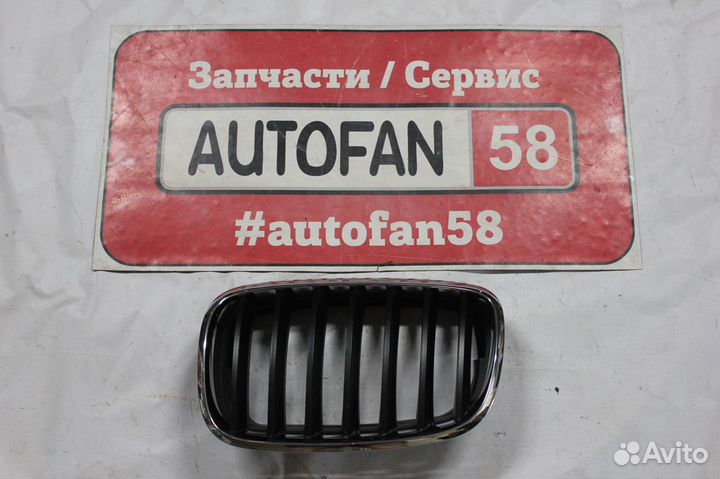 Запчасти / Сервис
AUTOFAN 58
#autofan58
Avito